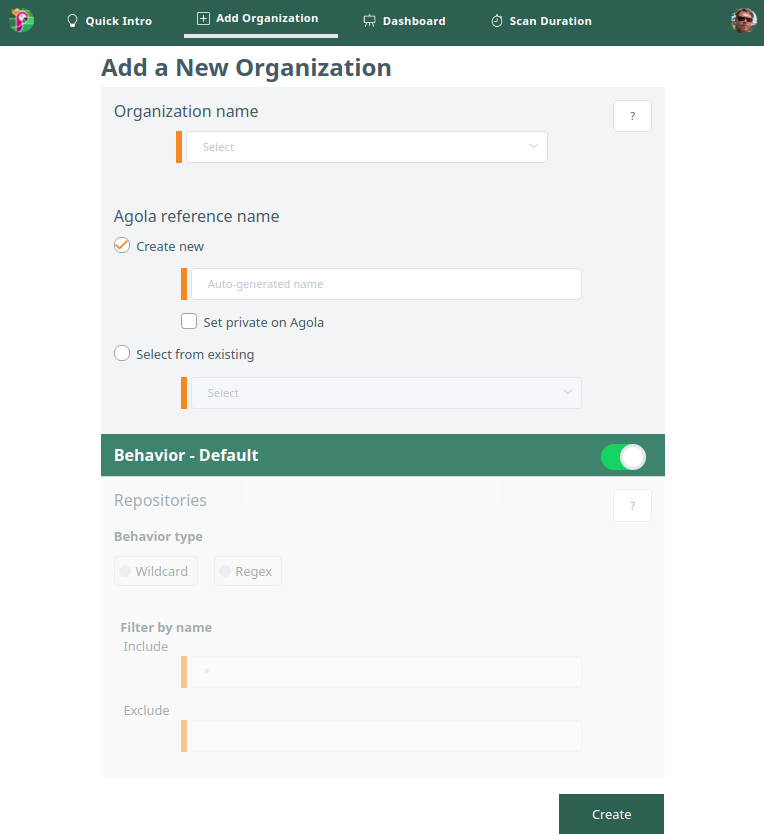 Quick Intro
Add Organization
Dashboard
Scan Duration
Add a New Organization
Organization name
?
Select
Agola reference name
Create new
Auto-generated name
Set private on Agola
Select from existing
Select
Behavior - Default
Repositories
?
Behavior type
Wildcard
Regex
Filter by name
Include
*
Exclude
Create